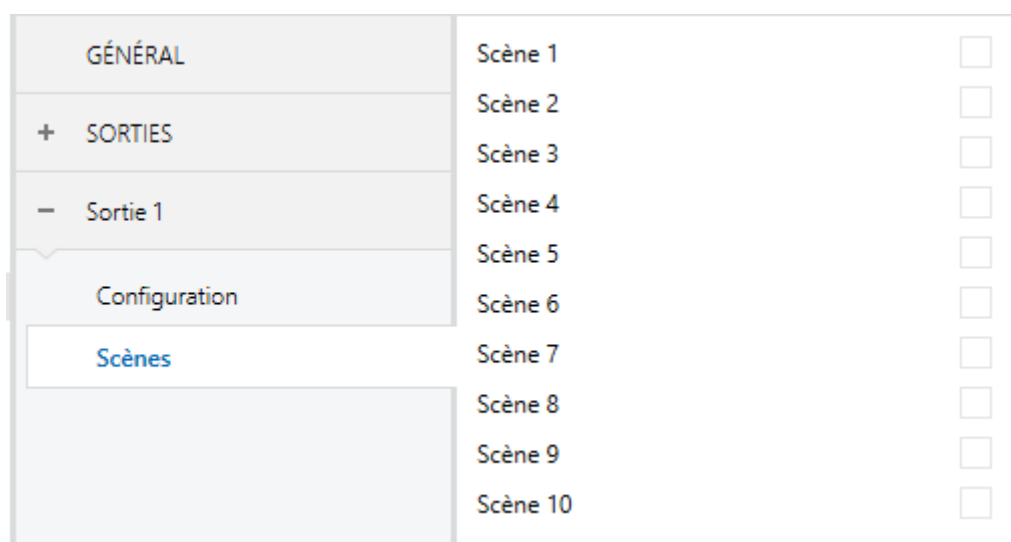 GÉNÉRAL
+ SORTIES
− Sortie 1
Configuration
Scènes
Scène 1
Scène 2
Scène 3
Scène 4
Scène 5
Scène 6
Scène 7
Scène 8
Scène 9
Scène 10